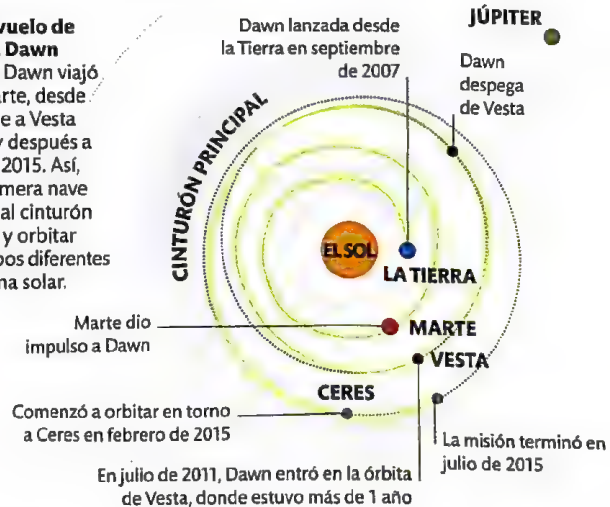 vuelo de
Dawn
Dawn viajó
arte, desde
e a Vesta
y después a
2015. Así,
mera nave
al cinturón
y orbitar
pos diferentes
na solar.
Dawn lanzada desde
la Tierra en septiembre
de 2007
JÚPITER
Dawn
despega
de Vesta
CINTURÓN PRINCIPAL
EL SOL
LA TIERRA
Marte dio
impulso a Dawn
MARTE
VESTA
CERES
Comenzó a orbitar en torno
a Ceres en febrero de 2015
La misión terminó en
julio de 2015
En julio de 2011, Dawn entró en la órbita
de Vesta, donde estuvo más de 1 año